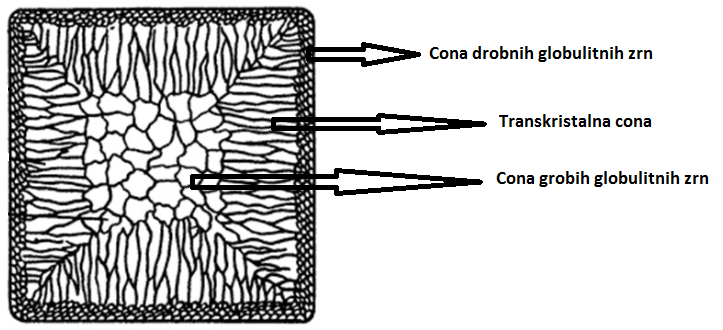 Cona drobnih globulitnih zrn
Transkristalna cona
Cona grobih globulitnih zrn